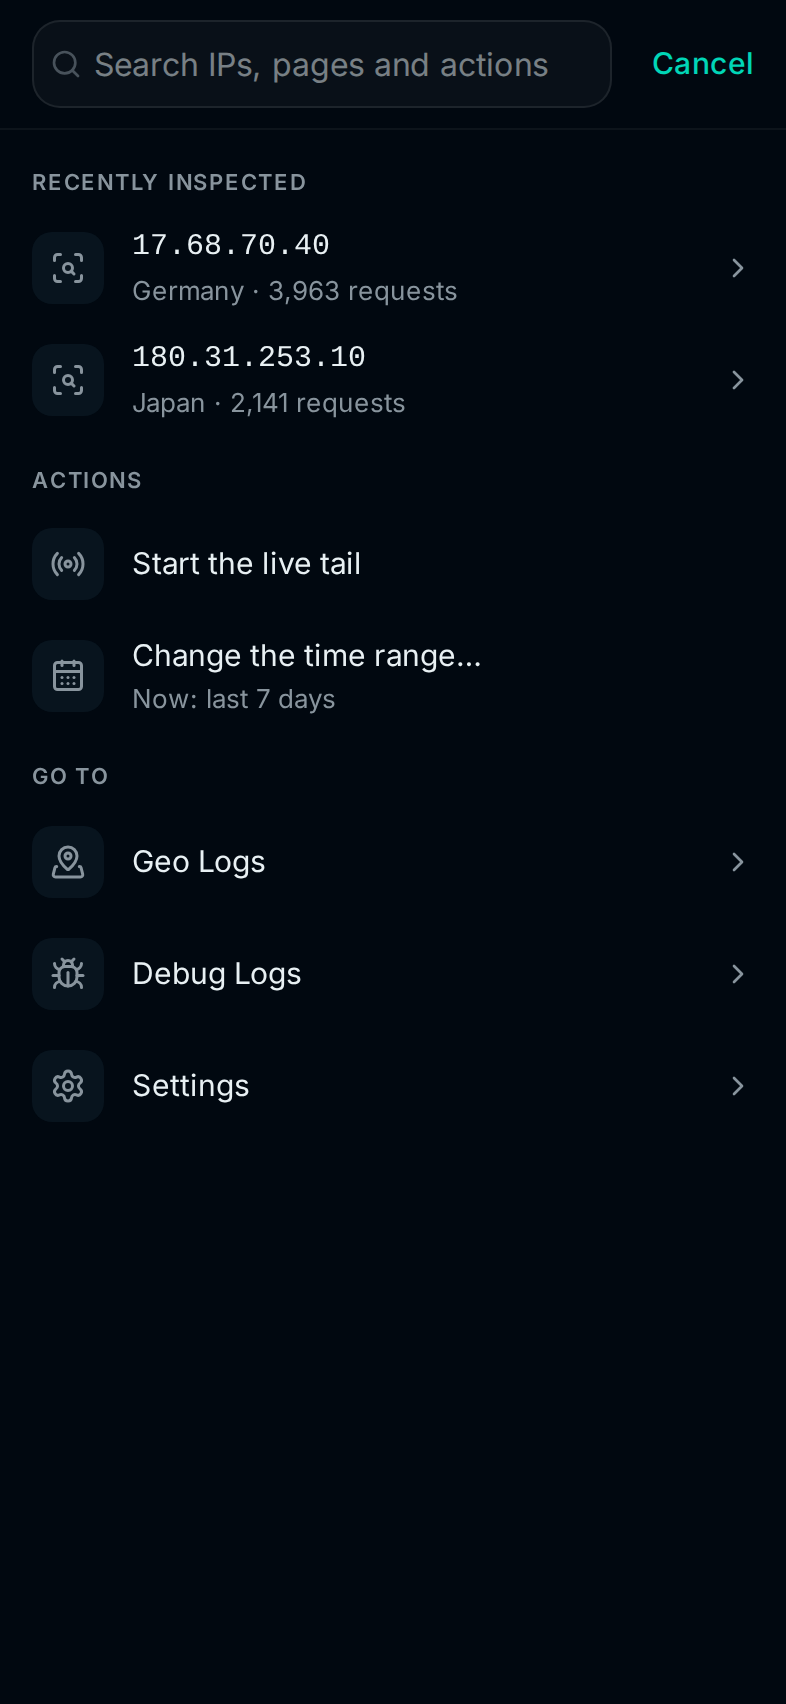 Search IPs, pages and actions
Cancel
RECENTLY INSPECTED
17.68.70.40
Germany · 3,963 requests
180.31.253.10
Japan · 2,141 requests
ACTIONS
Start the live tail
Change the time range...
Now: last 7 days
GO TO
Geo Logs
Debug Logs
Settings